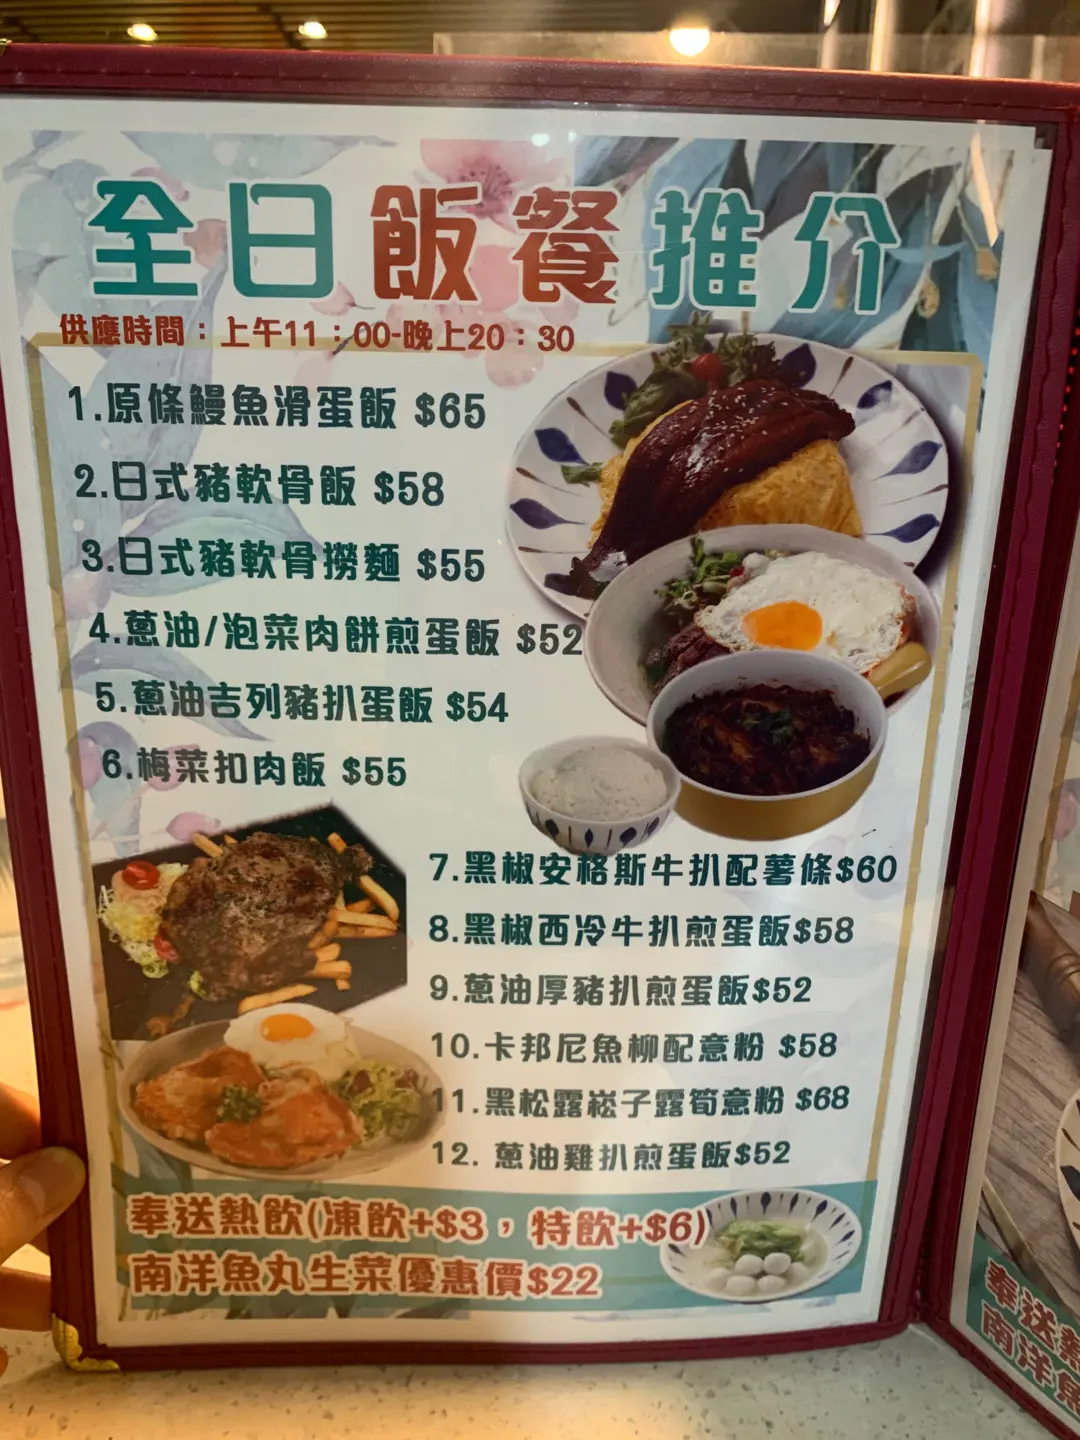 全日飯餐推介
供應時間：上午11：00-晚上20：30
1.原條鰻魚滑蛋飯 $65
2.日式豬軟骨飯 $58
3.日式豬軟骨撈麵 $55
4.蔥油/泡菜肉餅煎蛋飯 $52
5.蔥油吉列豬扒蛋飯 $54
6.梅菜扣肉飯 $55
7.黑椒安格斯牛扒配薯條$60
8.黑椒西冷牛扒煎蛋飯$58
9.蔥油厚豬扒煎蛋飯$52
10.卡邦尼魚柳配意粉 $58
11.黑松露崧子露筍意粉 $68
12. 蔥油雞扒煎蛋飯$52
奉送熱飲(凍飲+$3，特飲+$6)
南洋魚丸生菜優惠價$22
奉送熱
南洋魚